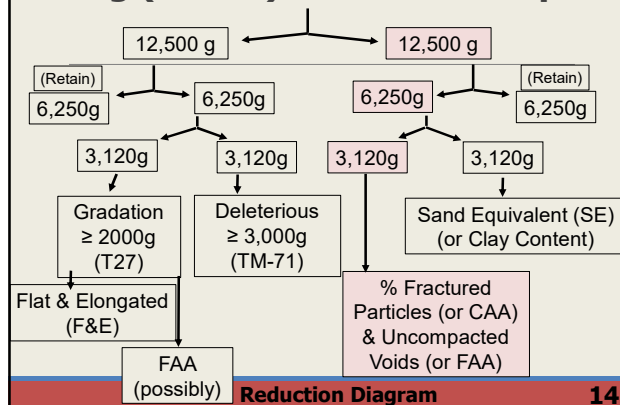 12,500 g
12,500 g
(Retain)
6,250g
6,250g
6,250g
(Retain)
6,250g
3,120g
3,120g
3,120g
3,120g
Gradation
≥ 2000g
(T27)
Deleterious
≥ 3,000g
(TM-71)
Sand Equivalent (SE)
(or Clay Content)
Flat & Elongated
(F&E)
% Fractured
Particles (or CAA)
& Uncompacted
Voids (or FAA)
FAA
(possibly)
Reduction Diagram
14